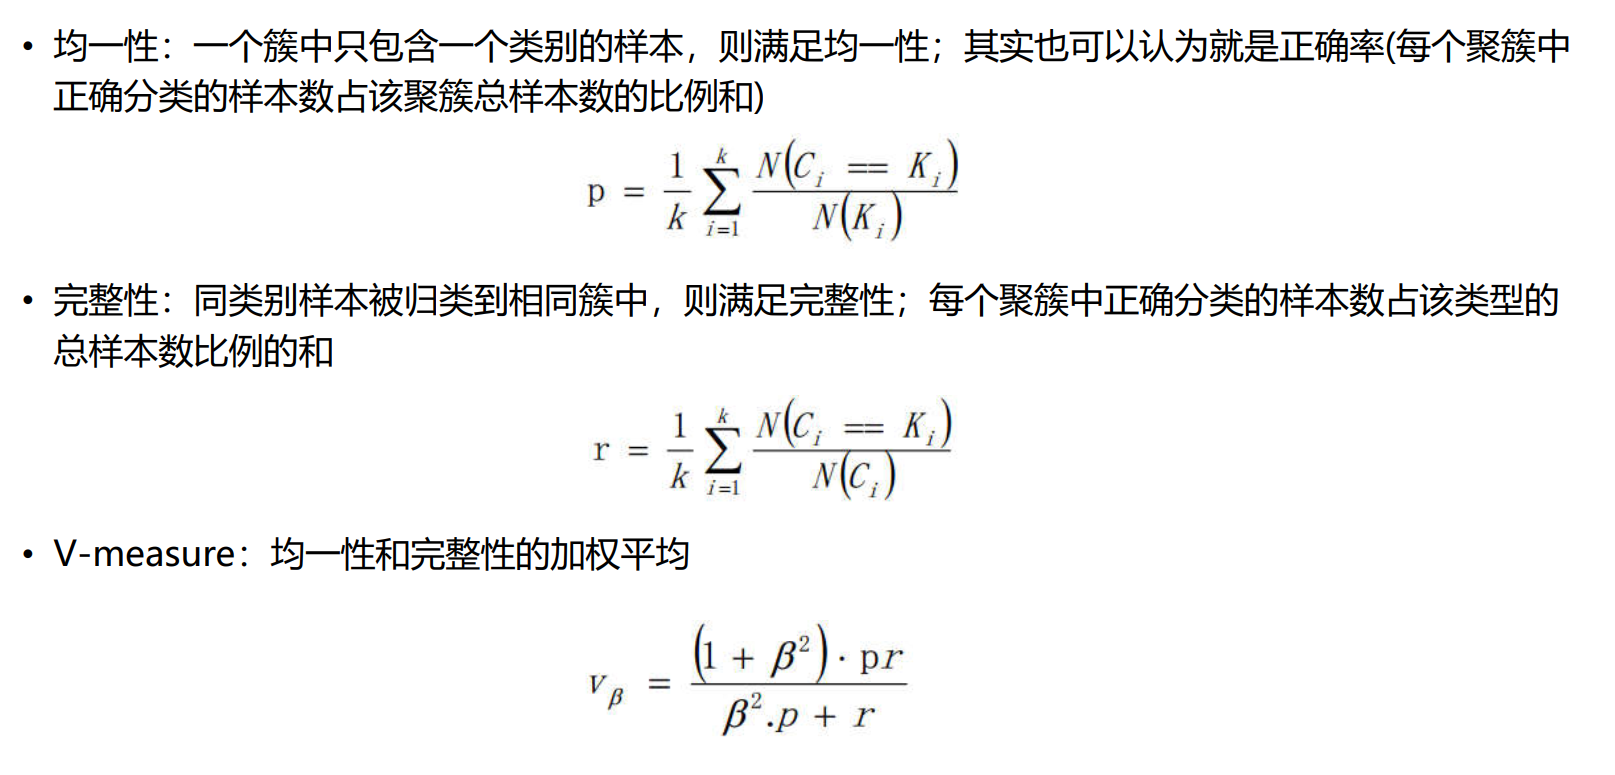 • 均一性：一个簇中只包含一个类别的样本，则满足均一性；其实也可以认为就是正确率(每个聚簇中
正确分类的样本数占该聚簇总样本数的比例和)
p = \frac{1}{k} \sum_{i=1}^{k} \frac{N(C_i == K_i)}{N(K_i)}
• 完整性：同类别样本被归类到相同簇中，则满足完整性；每个聚簇中正确分类的样本数占该类型的
总样本数比例的和
r = \frac{1}{k} \sum_{i=1}^{k} \frac{N(C_i == K_i)}{N(C_i)}
• V-measure：均一性和完整性的加权平均
v_β = \frac{(1 + β^2) · pr}{β^2.p + r}